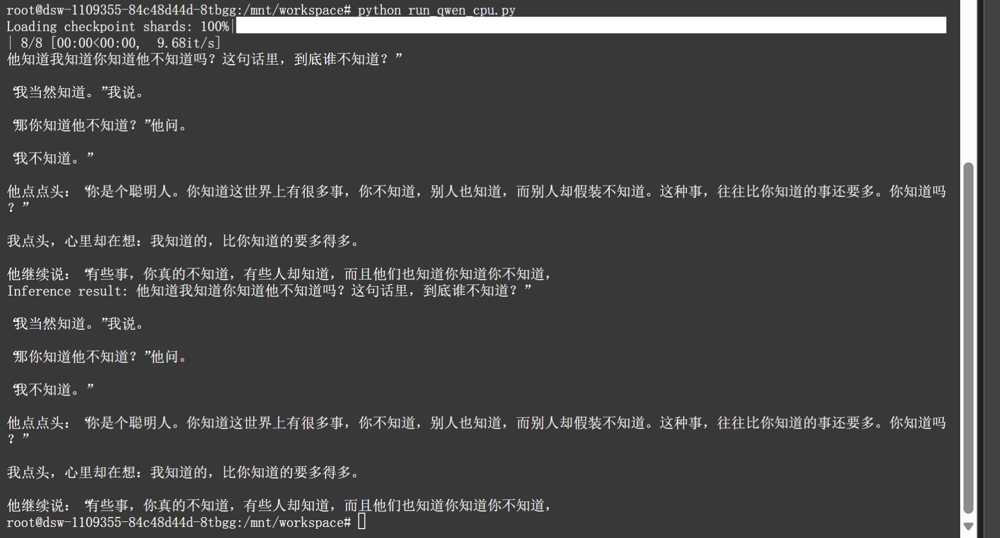 root@dsw-1109355-84c48d44d-8tbgg:/mnt/workspace# python run_qwen_cpu.py
Loading checkpoint shards: 100%|
| 8/8 [00:00<00:00,  9.68it/s]
他知道我知道你知道他不知道吗？这句话里，到底谁不知道？”
“我当然知道。”我说。
“那你知道他不知道？”他问。
“我不知道。”
他点点头：“你是个聪明人。你知道这世界上有很多事，你不知道，别人也知道，而别人却假装不知道。这种事，往往比你知道的事还要多。你知道吗
？”
我点头，心里却在想：我知道的，比你知道的要多得多。
他继续说：“有些事，你真的不知道，有些人却知道，而且他们也知道你知道你不知道，
Inference result: 他知道我知道你知道他不知道吗？这句话里，到底谁不知道？”
“我当然知道。”我说。
“那你知道他不知道？”他问。
“我不知道。”
他点点头：“你是个聪明人。你知道这世界上有很多事，你不知道，别人也知道，而别人却假装不知道。这种事，往往比你知道的事还要多。你知道吗
？”
我点头，心里却在想：我知道的，比你知道的要多得多。
他继续说：“有些事，你真的不知道，有些人却知道，而且他们也知道你知道你不知道，
root@dsw-1109355-84c48d44d-8tbgg:/mnt/workspace#